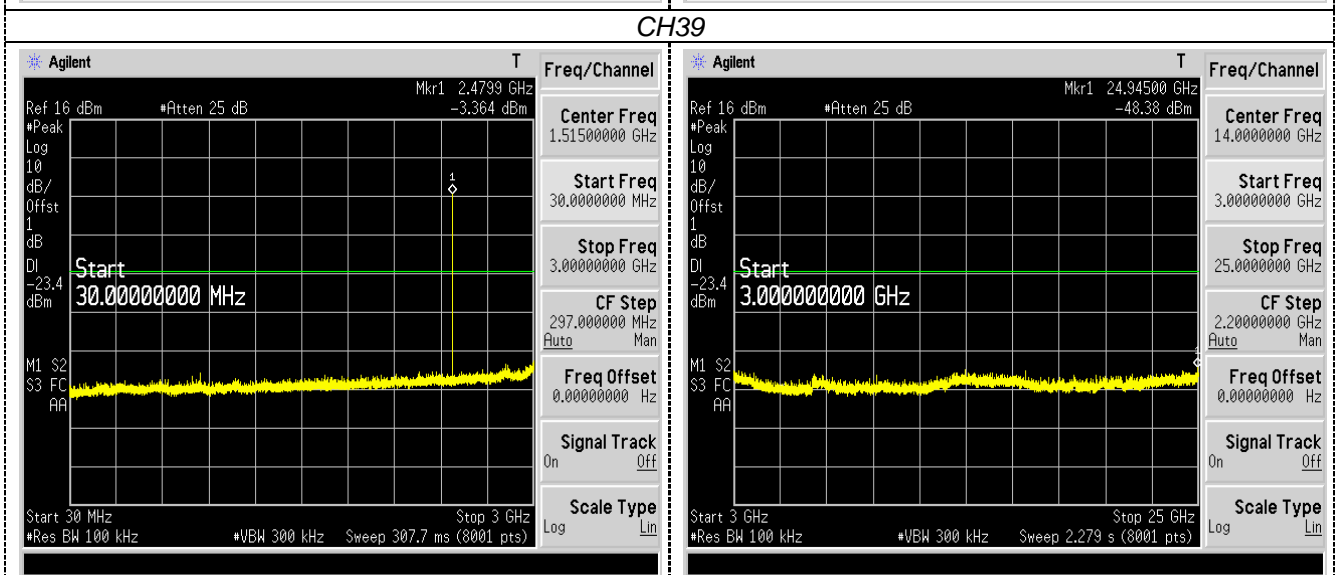 CH39
Agilent T
Mkr1 2.4799 GHz
Ref 16 dBm #Atten 25 dB -3.364 dBm
#Peak
Log
10
dB/
Offst
1
dB
DI
-23.4
dBm
M1 S2
S3 FC
AA
1
Start
30.00000000 MHz
Start 30 MHz Stop 3 GHz
#Res BW 100 kHz #VBW 300 kHz Sweep 307.7 ms (8001 pts)
Freq/Channel
Center Freq
1.51500000 GHz
Start Freq
30.0000000 MHz
Stop Freq
3.00000000 GHz
CF Step
297.000000 MHz
Auto Man
Freq Offset
0.00000000 Hz
Signal Track
On Off
Scale Type
Log Lin
Agilent T
Mkr1 24.94500 GHz
Ref 16 dBm #Atten 25 dB -48.38 dBm
#Peak
Log
10
dB/
Offst
1
dB
DI
-23.4
dBm
M1 S2
S3 FC
AA
1
Start
3.000000000 GHz
Start 3 GHz Stop 25 GHz
#Res BW 100 kHz #VBW 300 kHz Sweep 2.279 s (8001 pts)
Freq/Channel
Center Freq
14.0000000 GHz
Start Freq
3.00000000 GHz
Stop Freq
25.0000000 GHz
CF Step
2.20000000 GHz
Auto Man
Freq Offset
0.00000000 Hz
Signal Track
On Off
Scale Type
Log Lin